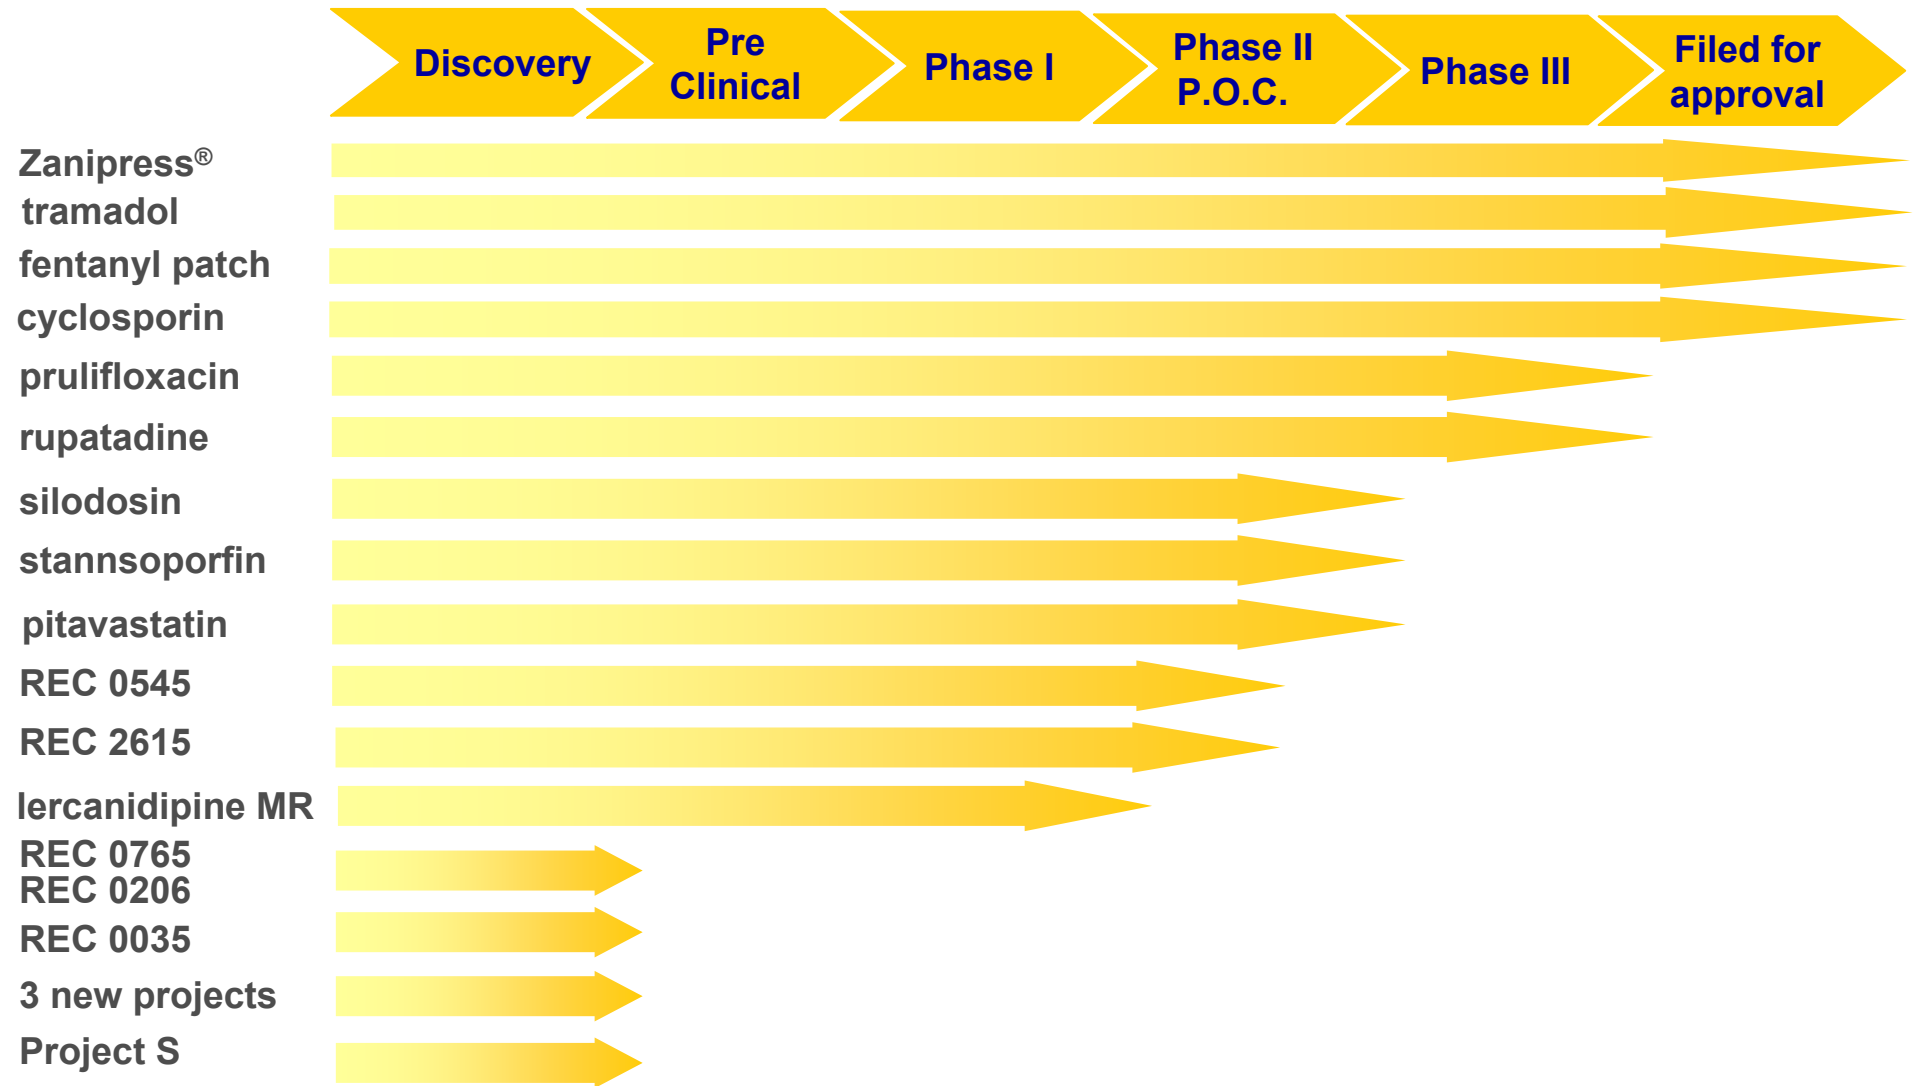 Discovery
Pre
Clinical
Phase I
Phase II
P.O.C.
Phase III
Filed for
approval
Zanipress®
tramadol
fentanyl patch
cyclosporin
prulifloxacin
rupatadine
silodosin
stannsoporfin
pitavastatin
REC 0545
REC 2615
lercanidipine MR
REC 0765
REC 0206
REC 0035
3 new projects
Project S